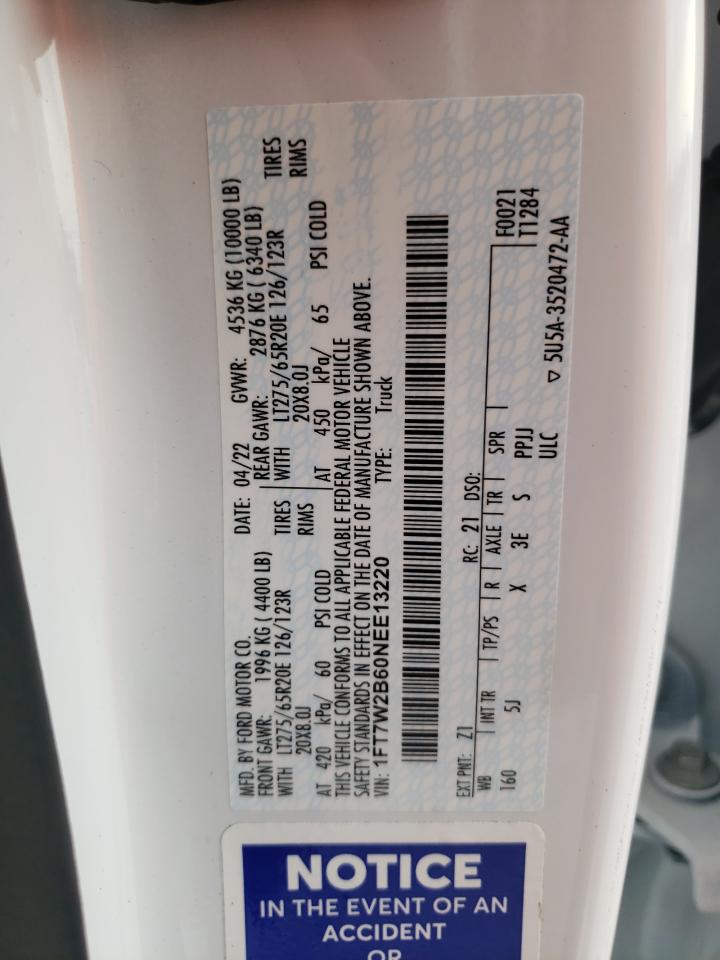 MFD. BY FORD MOTOR CO. DATE: 04/22 GVWR: 4536 KG (10000 LB)
FRONT GAWR: 1996 KG ( 4400 LB) REAR GAWR: 2876 KG ( 6340 LB)
WITH LT275/65R20E 126/123R TIRES WITH LT275/65R20E 126/123R TIRES
20X8.0J RIMS 20X8.0J RIMS
AT 420 kPa/ 60 PSI COLD AT 450 kPa/ 65 PSI COLD
THIS VEHICLE CONFORMS TO ALL APPLICABLE FEDERAL MOTOR VEHICLE
SAFETY STANDARDS IN EFFECT ON THE DATE OF MANUFACTURE SHOWN ABOVE.
VIN: 1FT7W2B60NEE13220 TYPE: Truck
EXT PNT: Z1 RC: 21 DSO: F0021
WB INT TR TP/PS R AXLE TR SPR T1284
160 5J X 3E S PPJJ
ULC
▽ 5U5A-3520472-AA
NOTICE
IN THE EVENT OF AN
ACCIDENT
OR